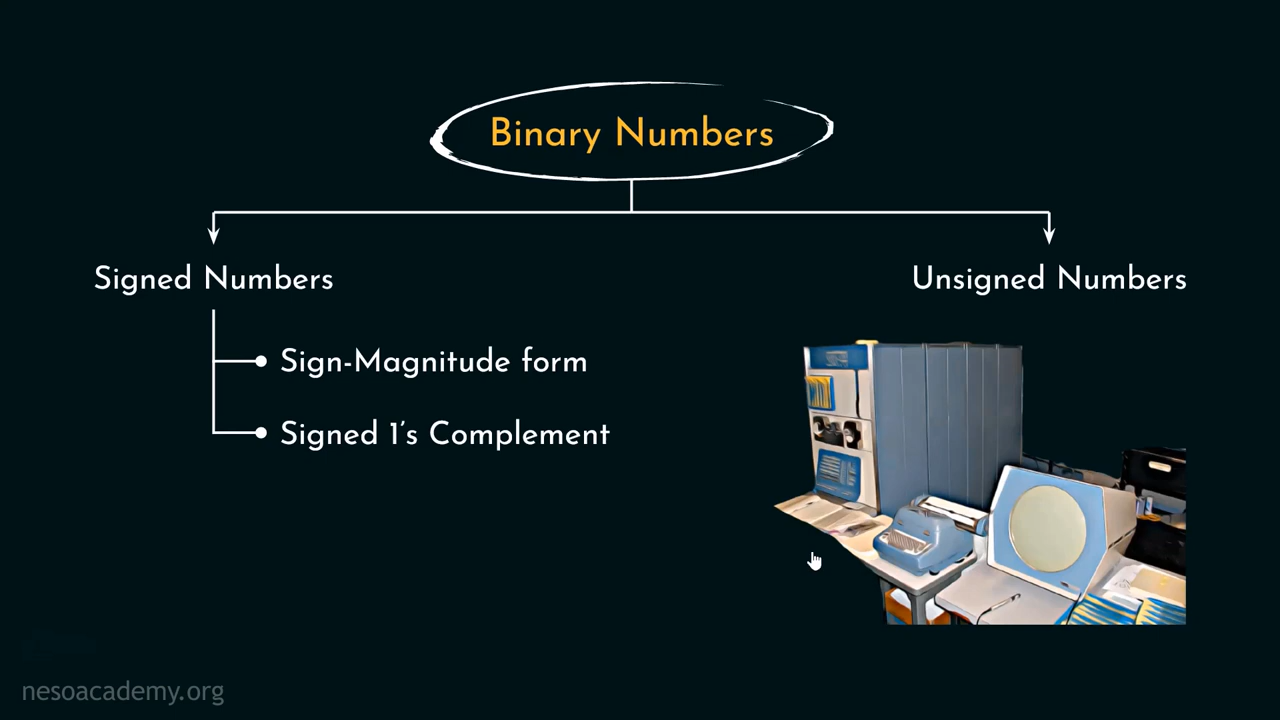 Binary Numbers
Signed Numbers
Unsigned Numbers
Sign-Magnitude form
Signed 1's Complement
nesoacademy.org